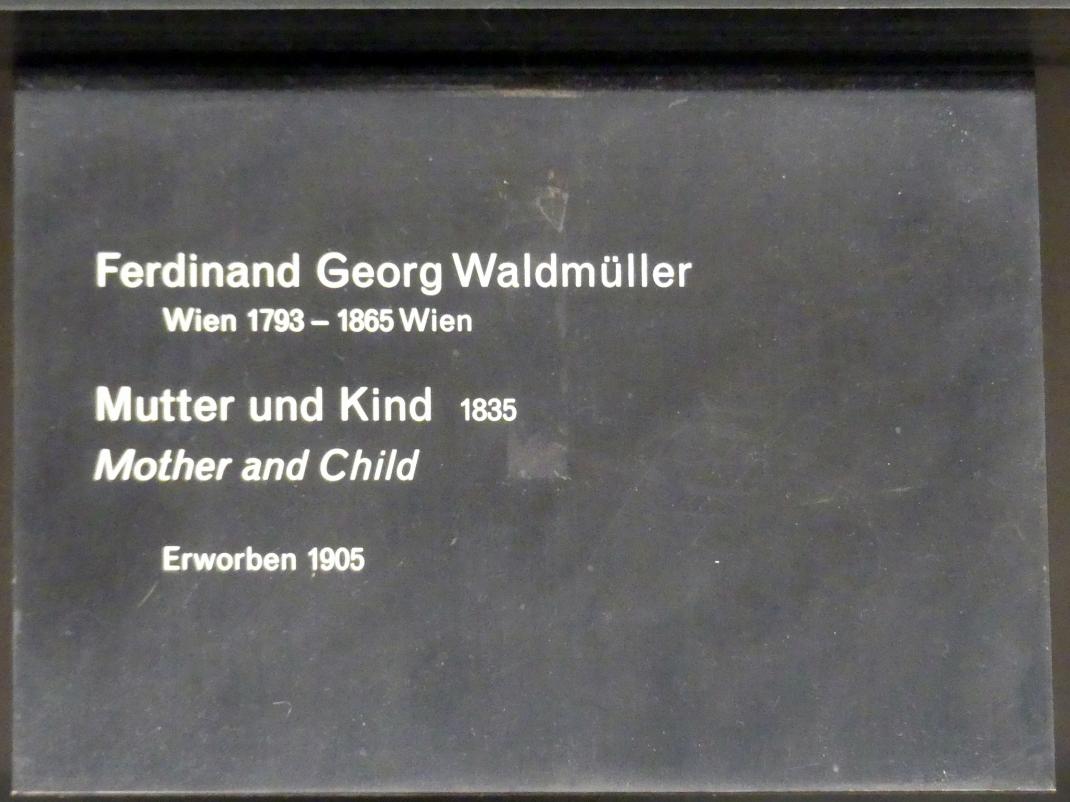 Ferdinand Georg Waldmüller
Wien 1793 – 1865 Wien
Mutter und Kind 1835
Mother and Child
Erworben 1905